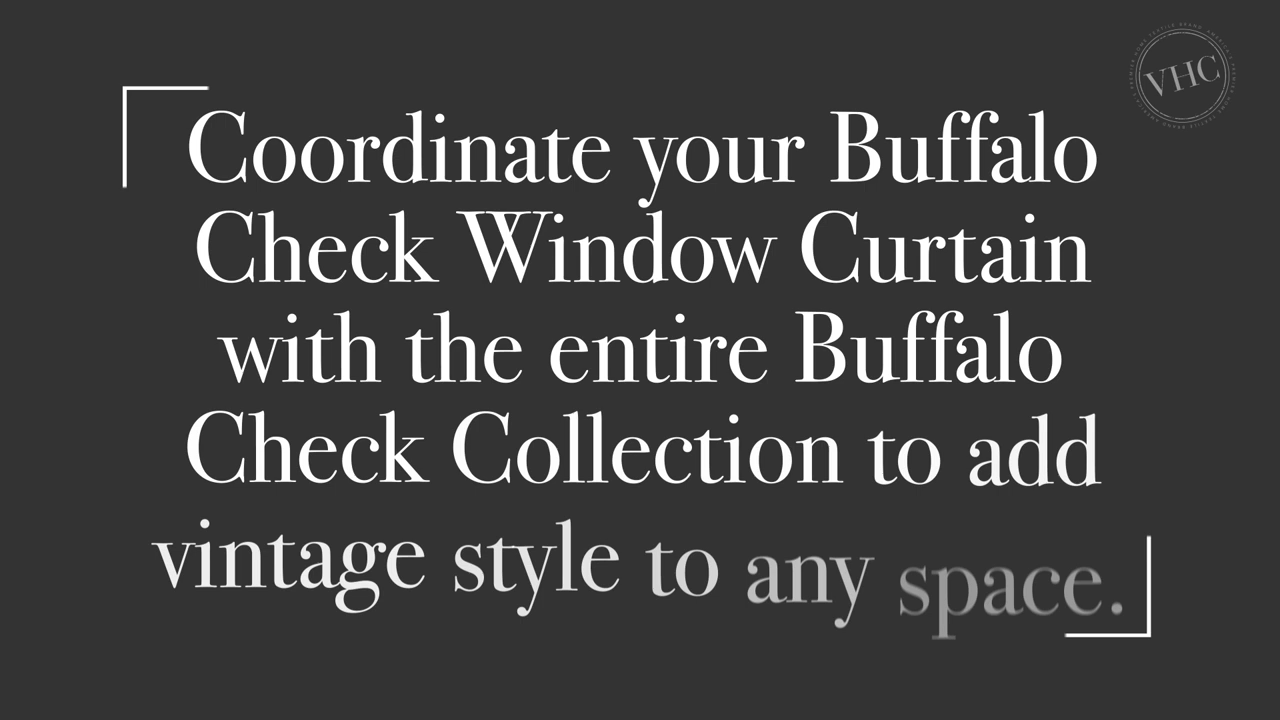 VHC
Coordinate your Buffalo
Check Window Curtain
with the entire Buffalo
Check Collection to add
vintage style to any space.